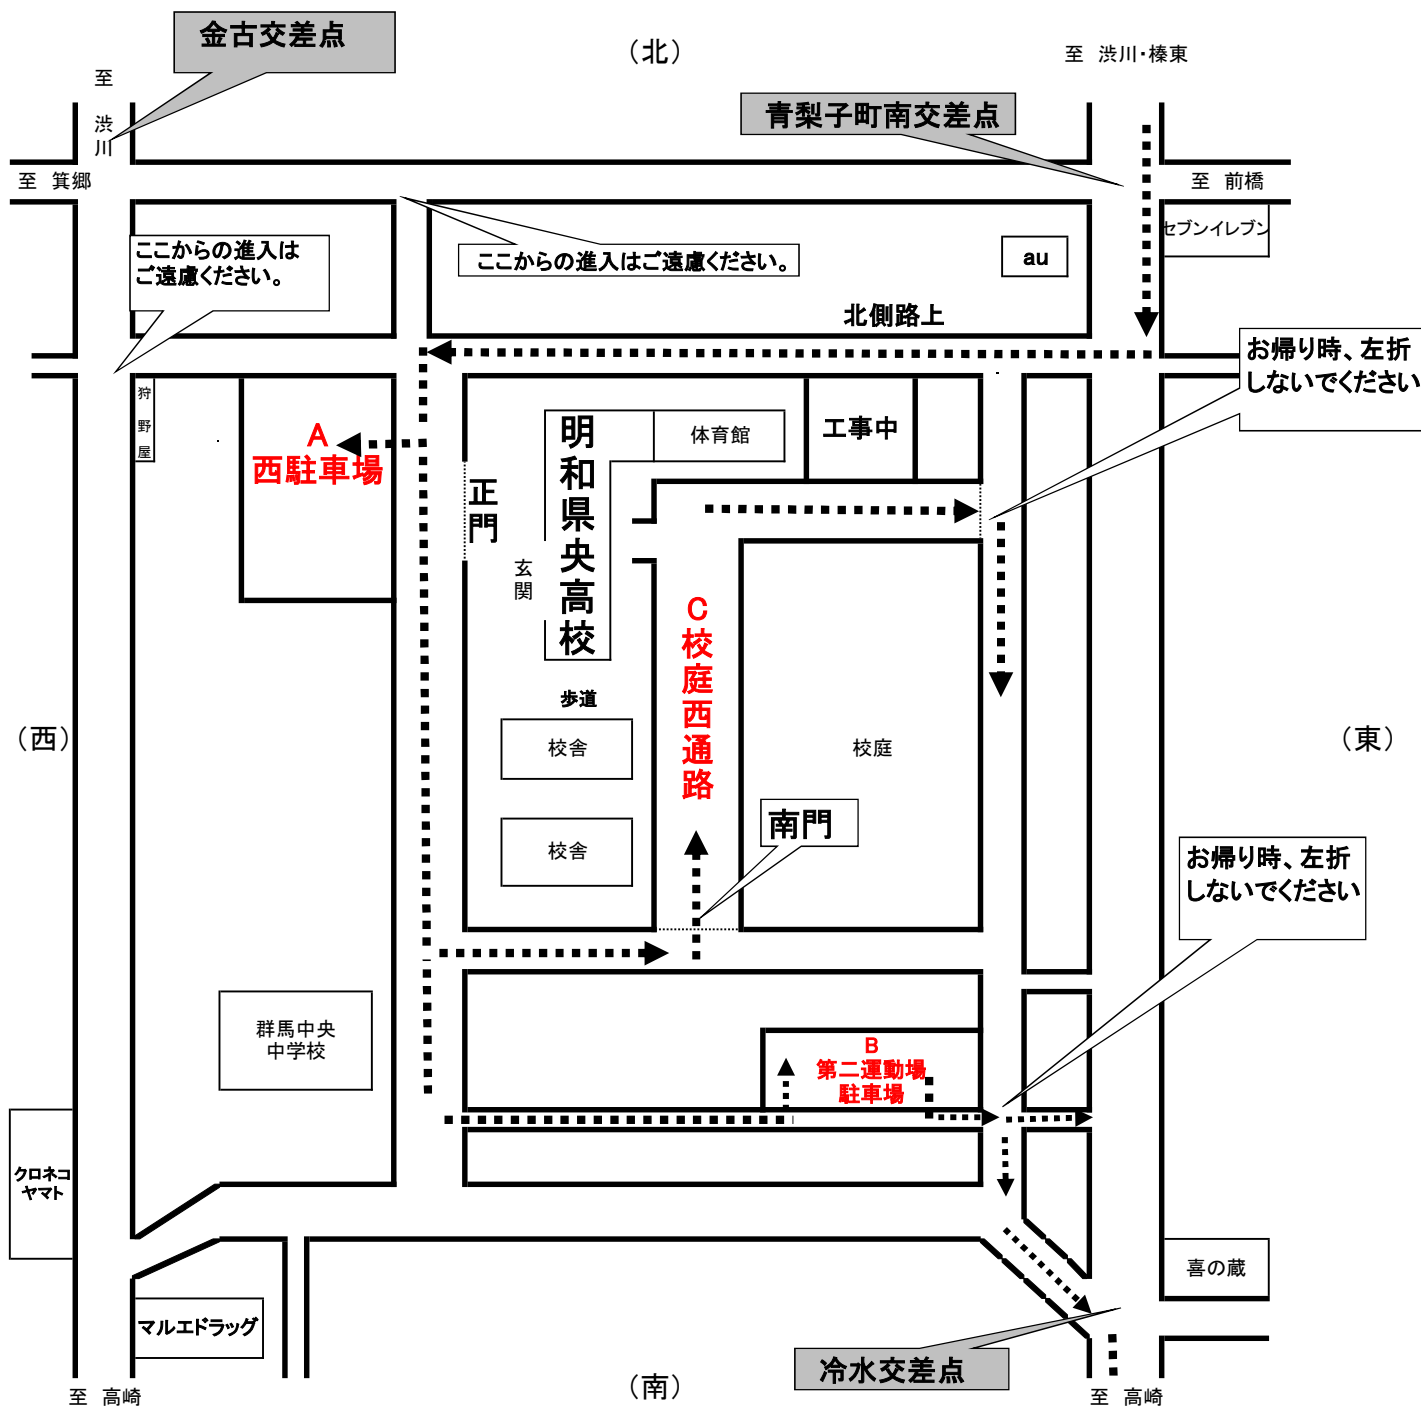 金古交差点
（北）
至　渋川・榛東
至
渋
川
青梨子町南交差点
至　箕郷
至　前橋
セブンイレブン
ここからの進入は
ご遠慮ください。
ここからの進入はご遠慮ください。
au
北側路上
お帰り時、左折
しないでください
狩
野
屋
A
西駐車場
正
門
明
和
県
央
高
校
体育館
工事中
玄
関
C
校
庭
西
通
路
歩道
（西）
校舎
校庭
（東）
南門
校舎
お帰り時、左折
しないでください
群馬中央
中学校
B
第二運動場
駐車場
クロネコ
ヤマト
喜の蔵
マルエドラッグ
冷水交差点
至　高崎
（南）
至　高崎